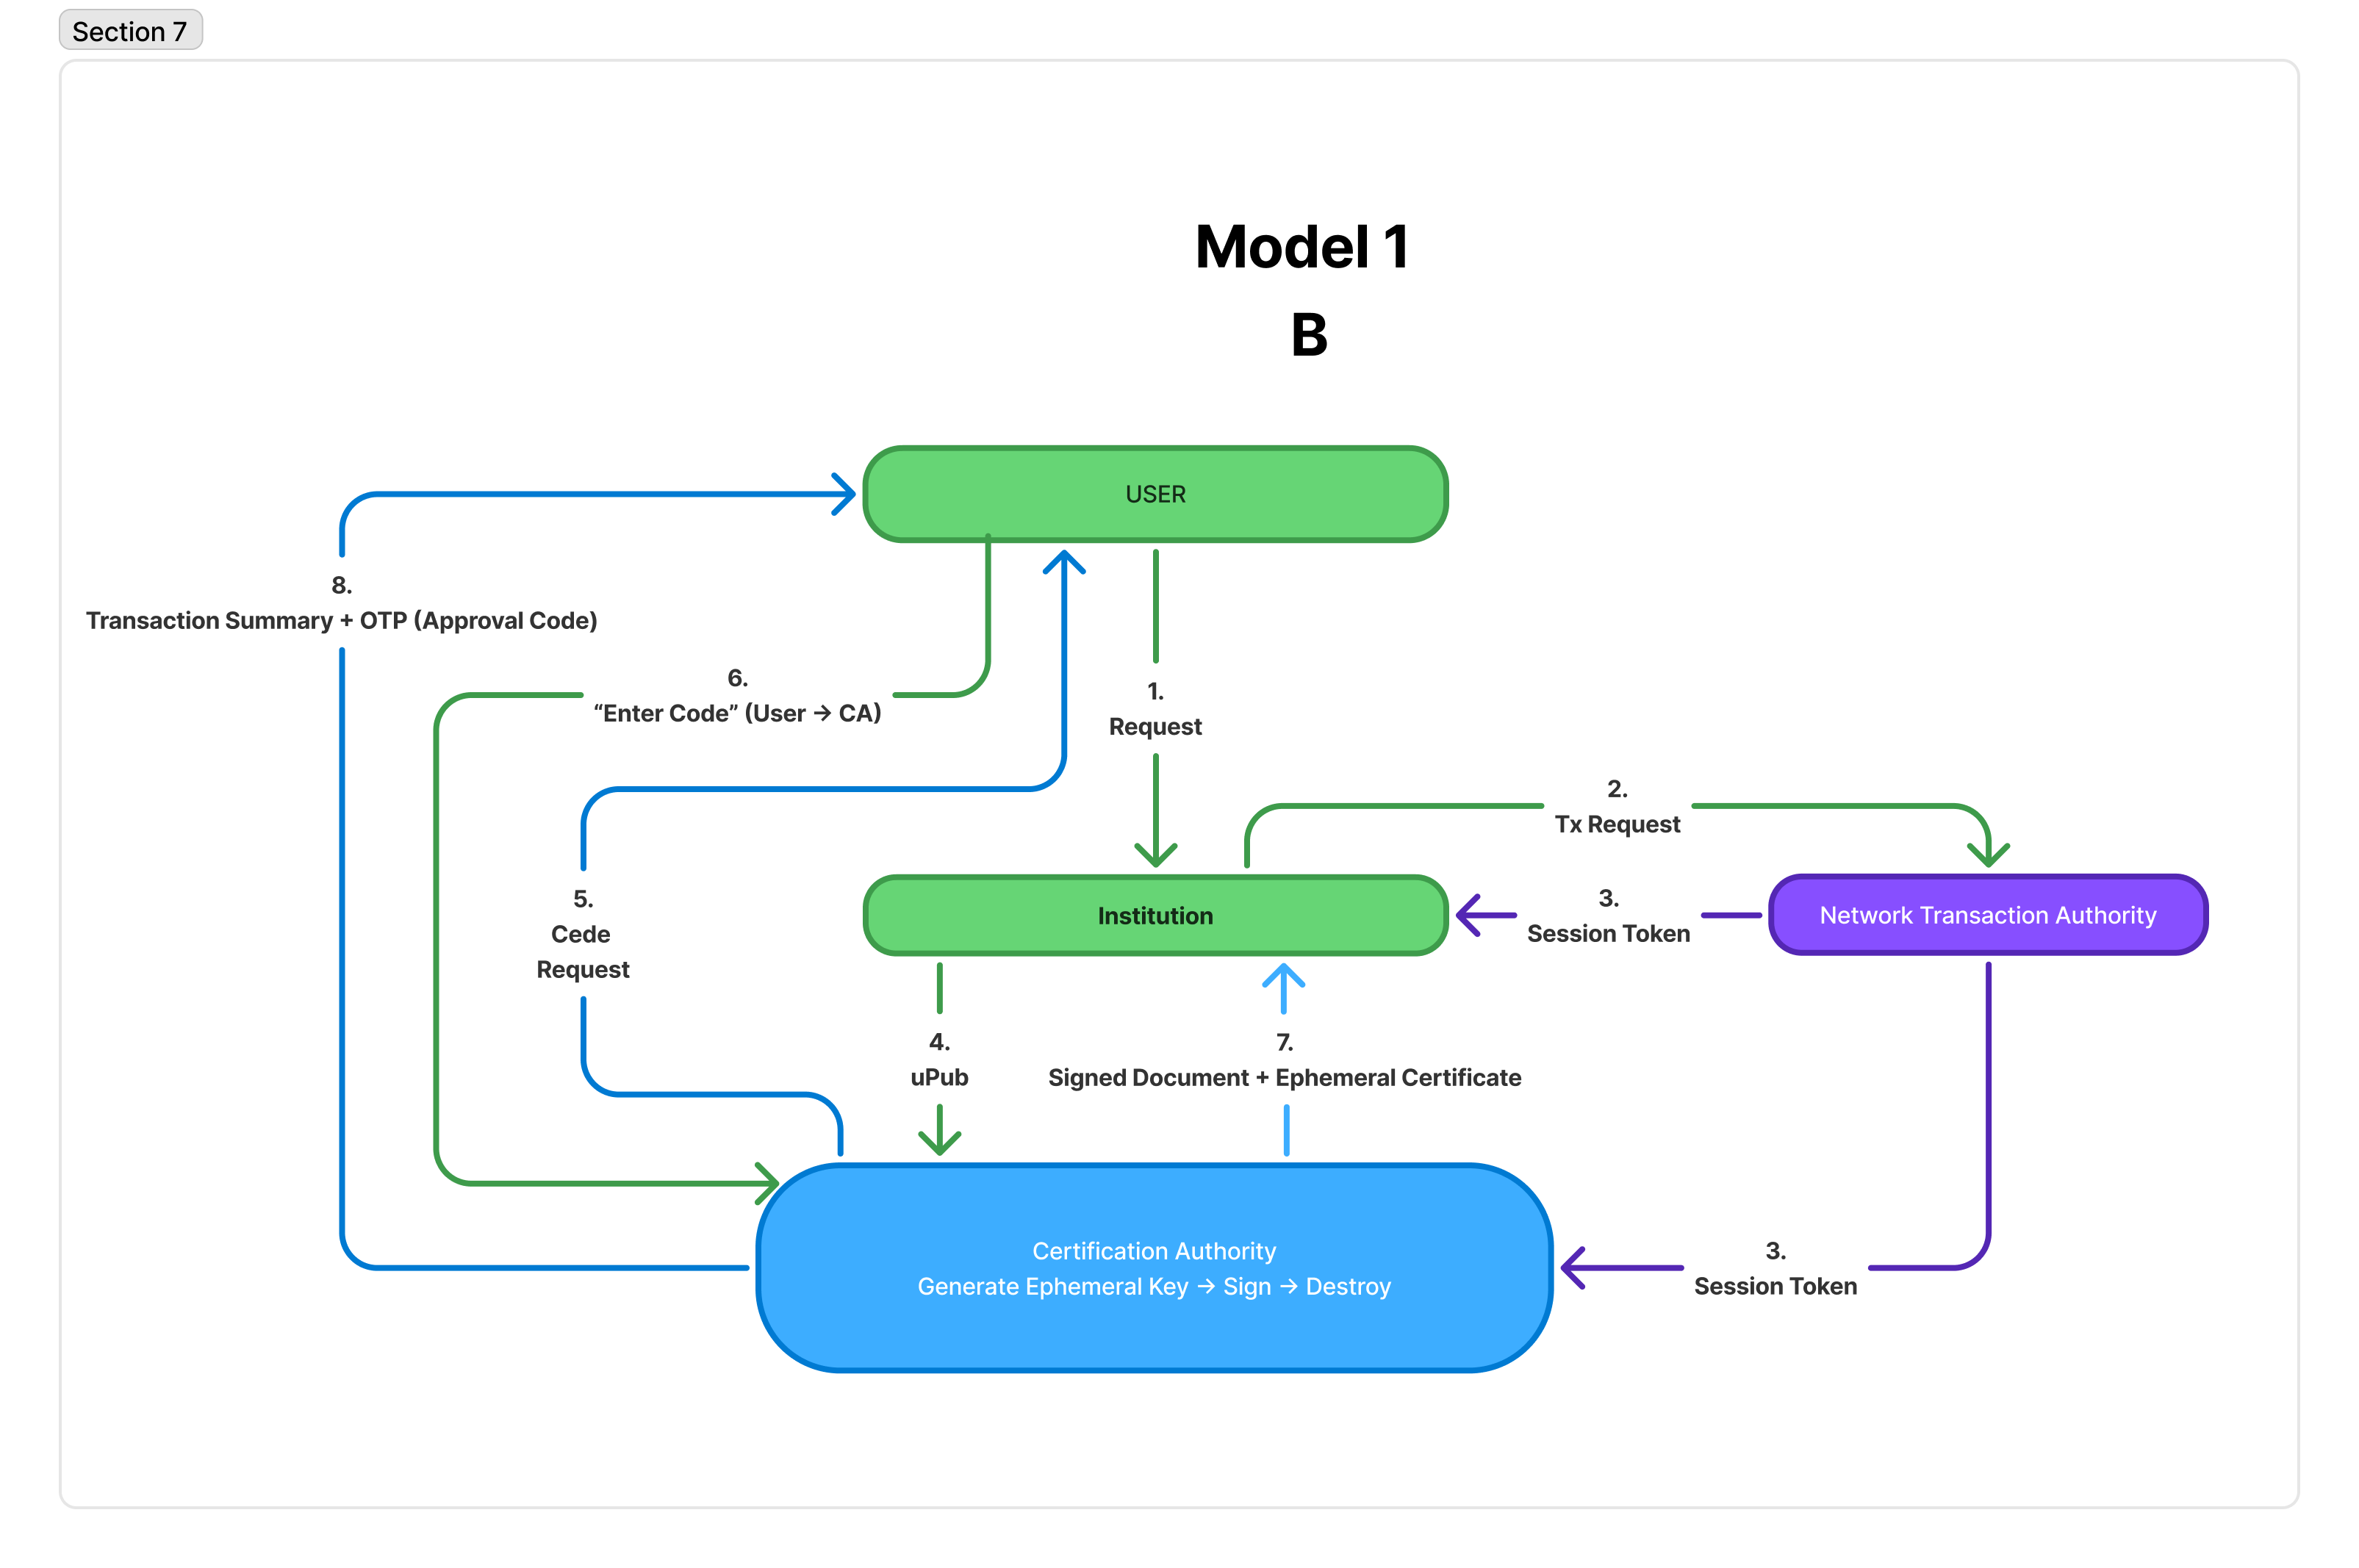 Section 7
Model 1
B
USER
8.
Transaction Summary + OTP (Approval Code)
6.
“Enter Code” (User → CA)
1.
Request
2.
Tx Request
5.
Cede
Request
Institution
3.
Session Token
Network Transaction Authority
4.
uPub
7.
Signed Document + Ephemeral Certificate
Certification Authority
Generate Ephemeral Key → Sign → Destroy
3.
Session Token